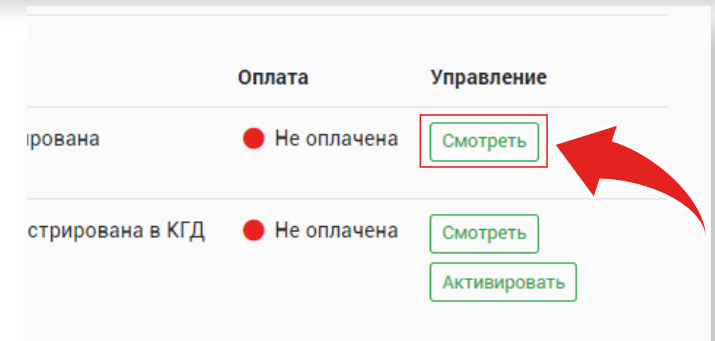 Оплата Управление
ирована Не оплачена Смотреть
стрирована в КГД Не оплачена Смотреть
Активировать